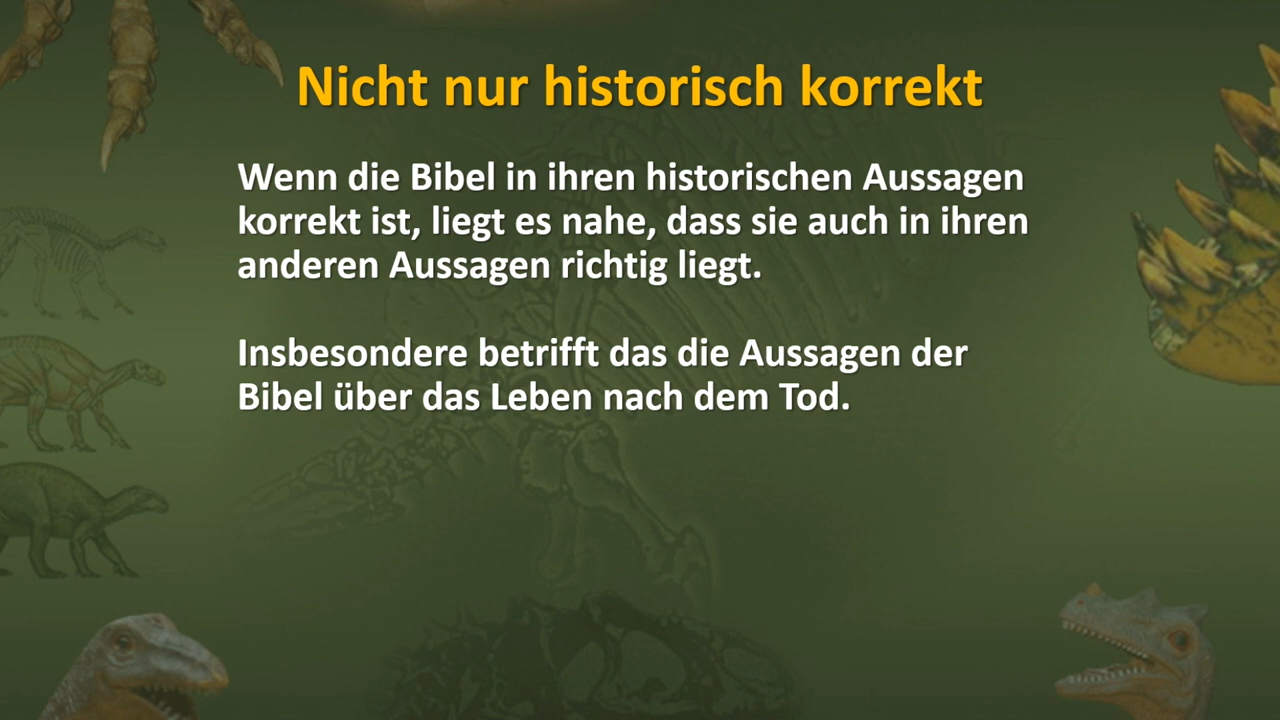 Nicht nur historisch korrekt
Wenn die Bibel in ihren historischen Aussagen
korrekt ist, liegt es nahe, dass sie auch in ihren
anderen Aussagen richtig liegt.
Insbesondere betrifft das die Aussagen der
Bibel über das Leben nach dem Tod.